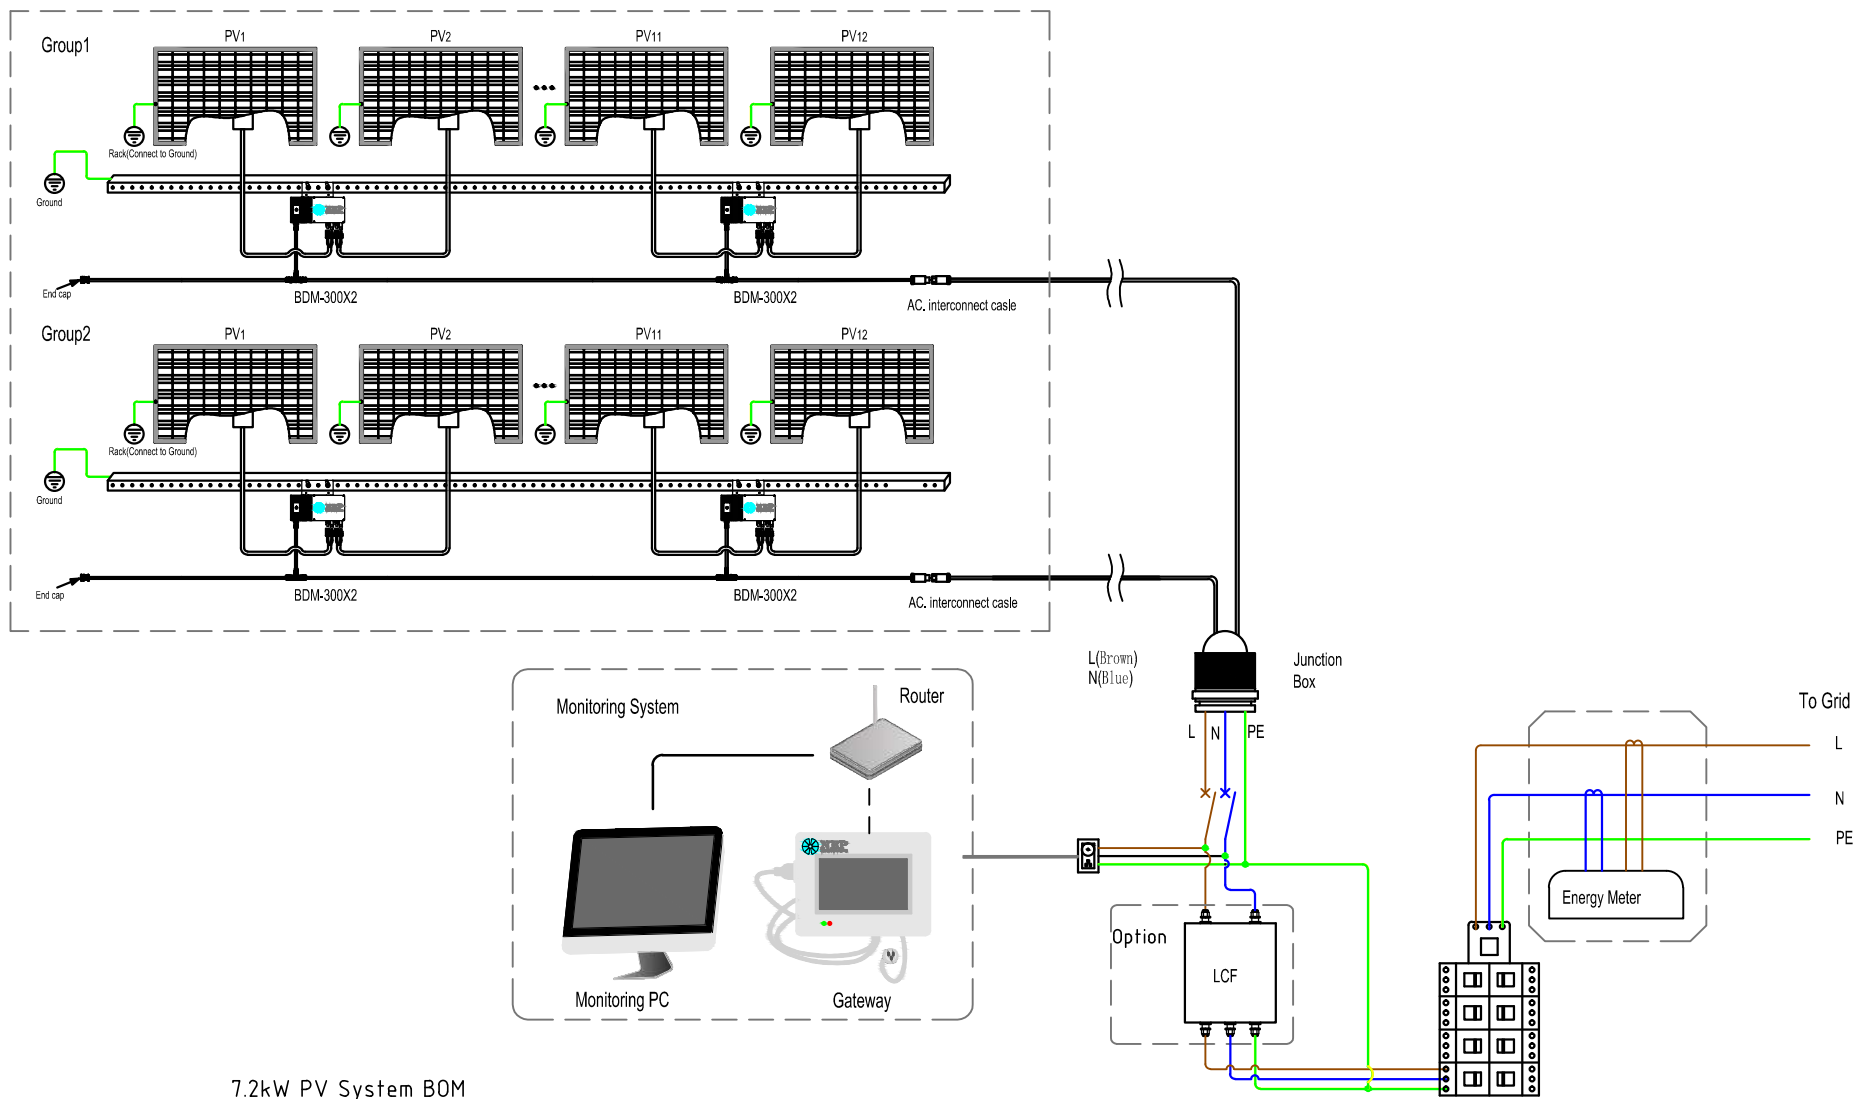 Group1
PV1
PV2
PV11
PV12
Rack(Connect to Ground)
Ground
End cap
BDM-300X2
BDM-300X2
AC. interconnect casle
Group2
PV1
PV2
PV11
PV12
Rack(Connect to Ground)
Ground
End cap
BDM-300X2
BDM-300X2
AC. interconnect casle
L(Brown)
N(Blue)
Junction
Box
L
N
PE
Monitoring System
Router
Monitoring PC
Gateway
Option
LCF
To Grid
L
N
PE
Energy Meter
7.2kW PV System BOM